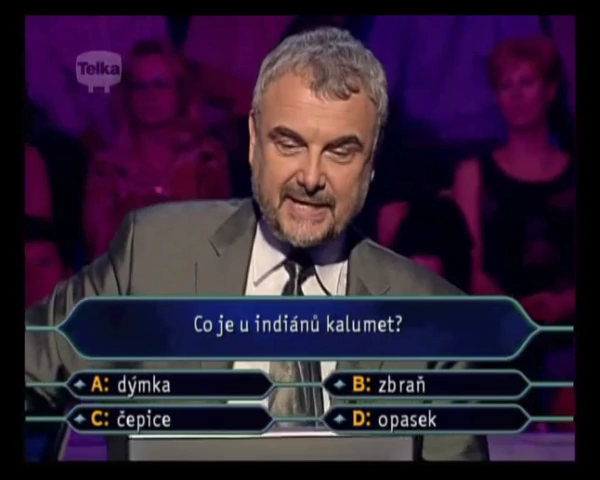 Telka
Co je u indiánů kalumet?
A: dýmka
B: zbraň
C: čepice
D: opasek